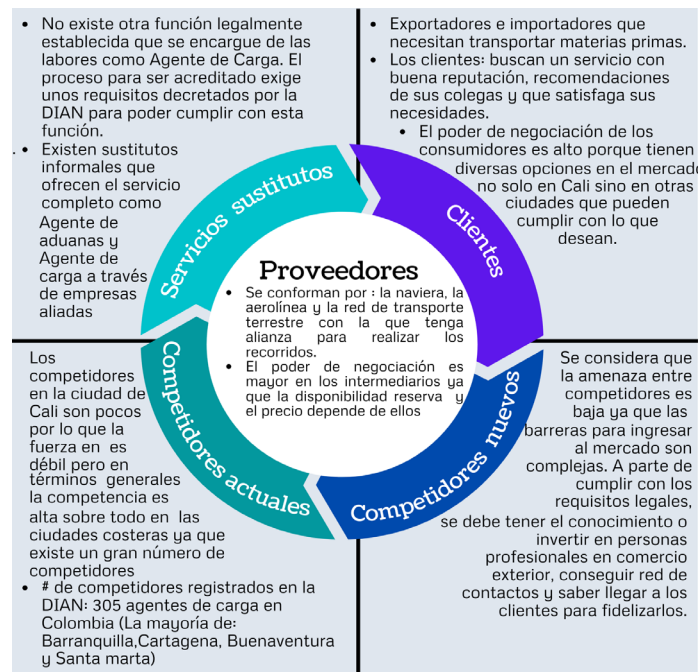 • No existe otra función legalmente
establecida que se encargue de las
labores como Agente de Carga. El
proceso para ser acreditado exige
unos requisitos decretados por la
DIAN para poder cumplir con esta
función.
• Existen sustitutos
informales que
ofrecen el servicio
completo como
Agente de
aduanas y
Agente de
carga a través
de empresas
aliadas
• Exportadores e importadores que
necesitan transportar materias primas.
• Los clientes: buscan un servicio con
buena reputación, recomendaciones
de sus colegas y que satisfaga sus
necesidades.
• El poder de negociación de los
consumidores es alto porque tienen
diversas opciones en el mercado
no solo en Cali sino en otras
ciudades que pueden
cumplir con lo que
desean.
Servicios sustitutos
Clientes
Proveedores
• Se conforman por : la naviera, la
aerolínea y la red de transporte
terrestre con la que tenga
alianza para realizar los
recorridos.
• El poder de negociación es
mayor en los intermediarios ya
que la disponibilidad reserva y
el precio depende de ellos
Competidores actuales
Competidores nuevos
Los
competidores
en la ciudad de
Cali son pocos
por lo que la
fuerza en es
débil pero en
términos generales
la competencia es
alta sobre todo en las
ciudades costeras ya que
existe un gran número de
competidores
• # de competidores registrados en la
DIAN: 305 agentes de carga en
Colombia (La mayoría de:
Barranquilla,Cartagena, Buenaventura
y Santa marta)
Se considera que
la amenaza entre
competidores es
baja ya que las
barreras para ingresar
al mercado son
complejas. A parte de
cumplir con los
requisitos legales,
se debe tener el conocimiento o
invertir en personas
profesionales en comercio
exterior, conseguir red de
contactos y saber llegar a los
clientes para fidelizarlos.